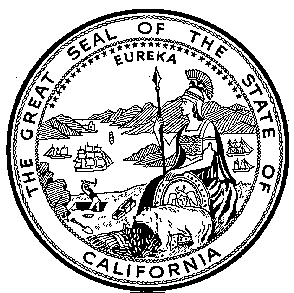 THE GREAT SEAL OF THE STATE OF CALIFORNIA
EUREKA